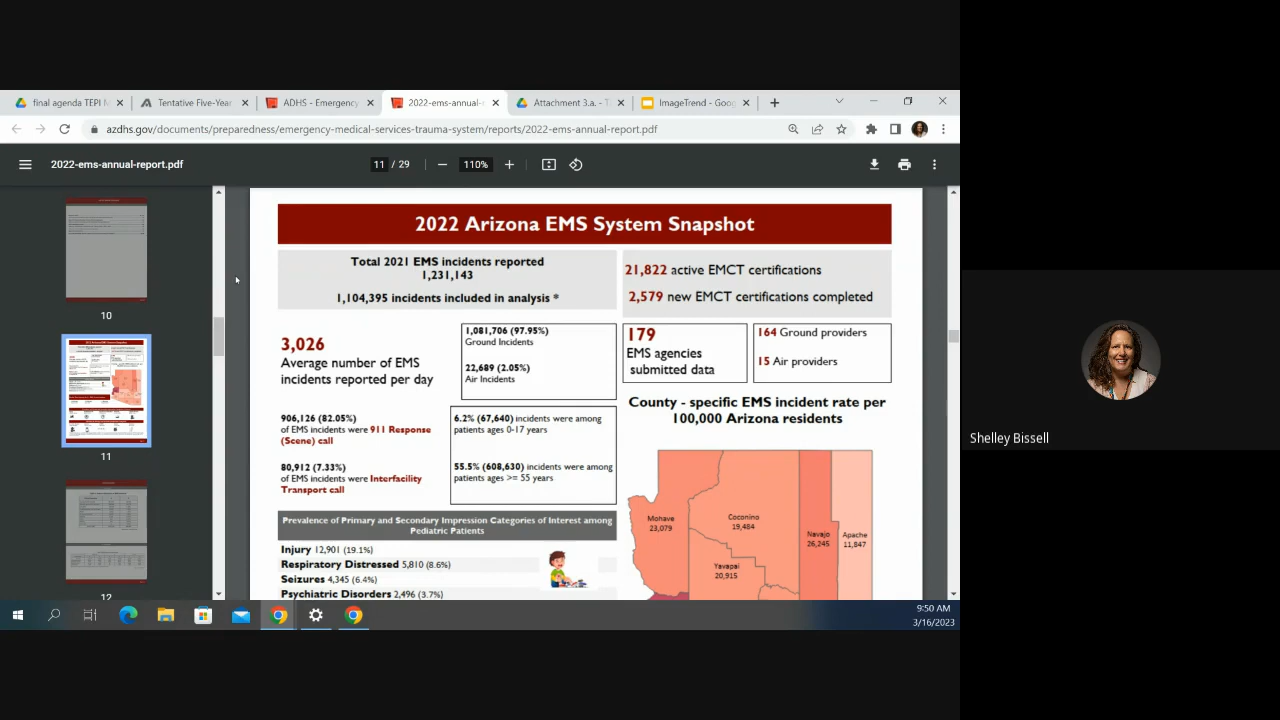 final agenda TEPI M
Tentative Five-Year
ADHS - Emergency
2022-ems-annual-r
Attachment 3.a. - T
ImageTrend - Goog
azdhs.gov/documents/preparedness/emergency-medical-services-trauma-system/reports/2022-ems-annual-report.pdf
2022-ems-annual-report.pdf
11 / 29
110%
10
11
12
2022 Arizona EMS System Snapshot
Total 2021 EMS incidents reported
1,231,143
1,104,395 incidents included in analysis *
21,822 active EMCT certifications
2,579 new EMCT certifications completed
3,026
Average number of EMS
incidents reported per day
1,081,706 (97.95%)
Ground Incidents
22,689 (2.05%)
Air Incidents
179
EMS agencies
submitted data
164 Ground providers
15 Air providers
906,126 (82.05%)
of EMS incidents were 911 Response
(Scene) call
80,912 (7.33%)
of EMS incidents were Interfacility
Transport call
6.2% (67,640) incidents were among
patients ages 0-17 years
55.5% (608,630) incidents were among
patients ages >= 55 years
County - specific EMS incident rate per
100,000 Arizona residents
Mohave
23,079
Coconino
19,484
Navajo
26,245
Apache
11,847
Yavapai
20,915
Prevalence of Primary and Secondary Impression Categories of Interest among
Pediatric Patients
Injury 12,901 (19.1%)
Respiratory Distressed 5,810 (8.6%)
Seizures 4,345 (6.4%)
Psychiatric Disorders 2,496 (3.7%)
9:50 AM
3/16/2023
Shelley Bissell